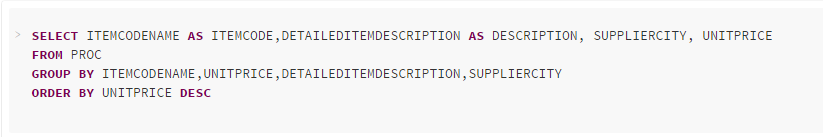 SELECT ITEMCODENAME AS ITEMCODE,DETAILEDITEMDESCRIPTION AS DESCRIPTION, SUPPLIERCITY, UNITPRICE
FROM PROC
GROUP BY ITEMCODENAME,UNITPRICE,DETAILEDITEMDESCRIPTION,SUPPLIERCITY
ORDER BY UNITPRICE DESC